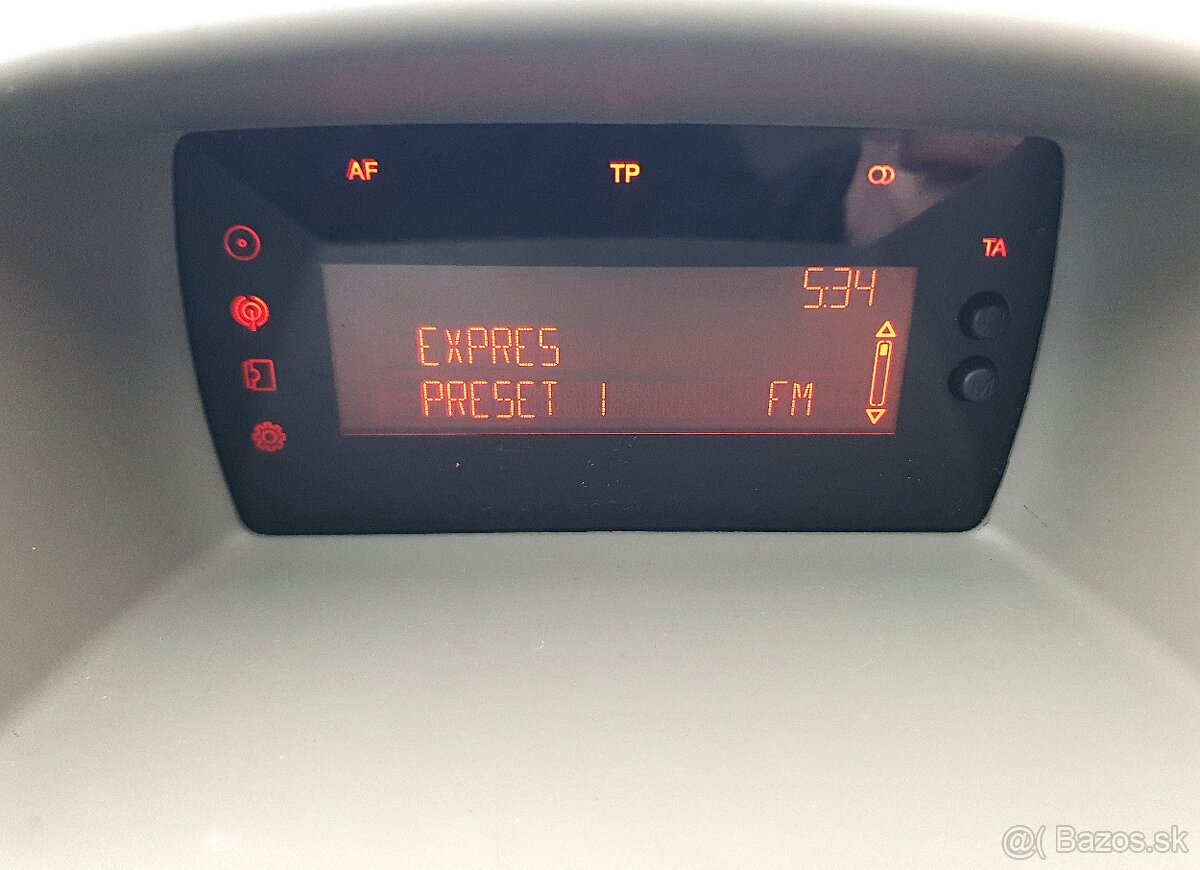 AF TP
TA
5:34
EXPRES
PRESET 1 FM
@( Bazos.sk